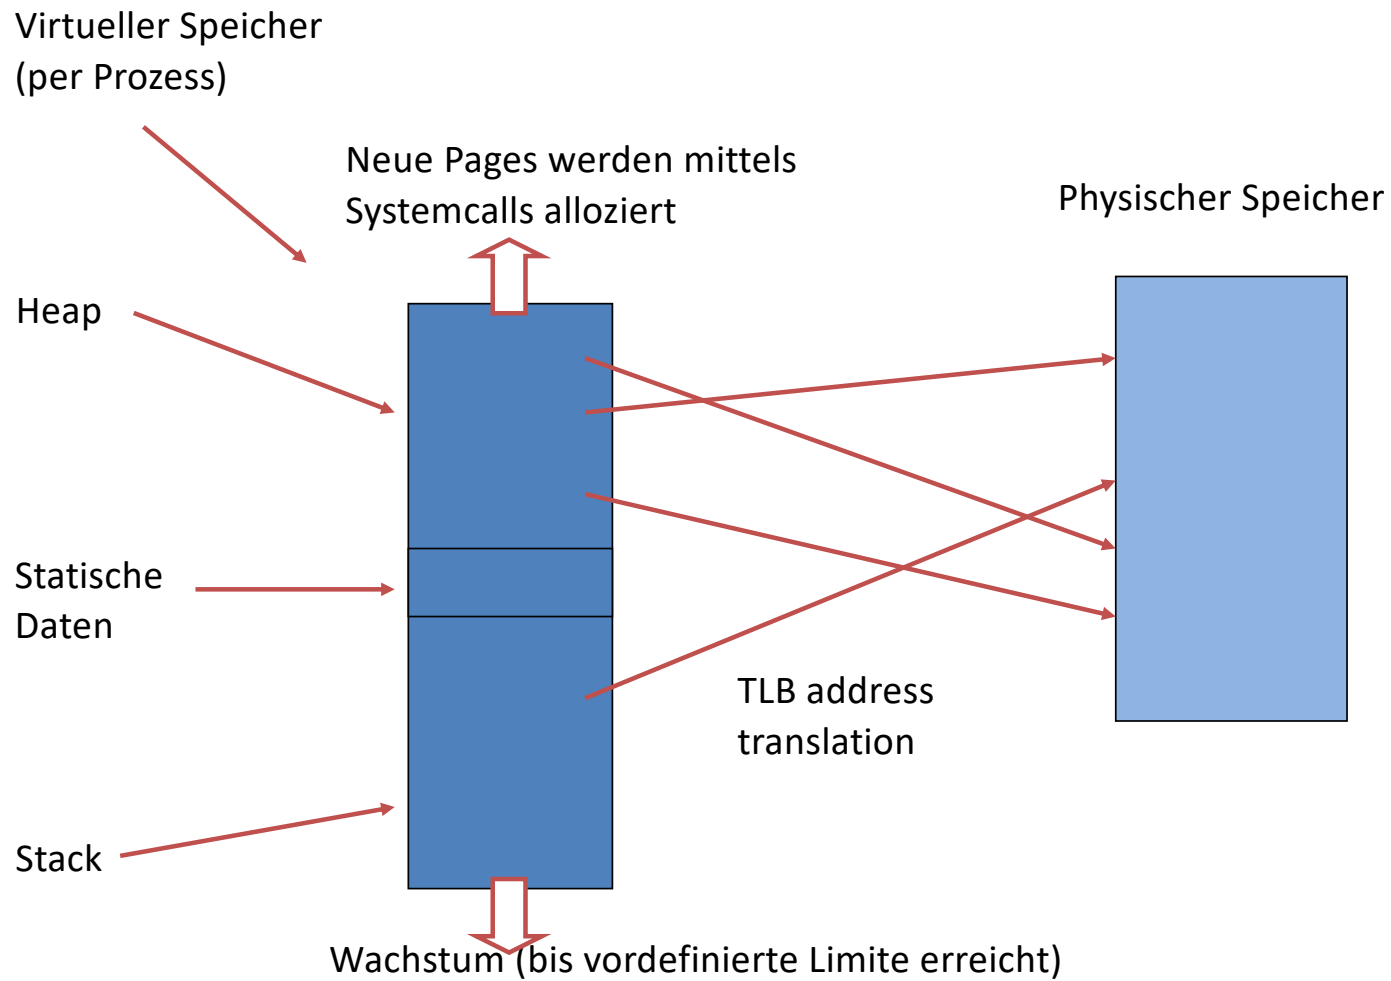 Virtueller Speicher
(per Prozess)
Neue Pages werden mittels
Systemcalls alloziert
Physischer Speicher
Heap
Statische
Daten
TLB address
translation
Stack
Wachstum (bis vordefinierte Limite erreicht)